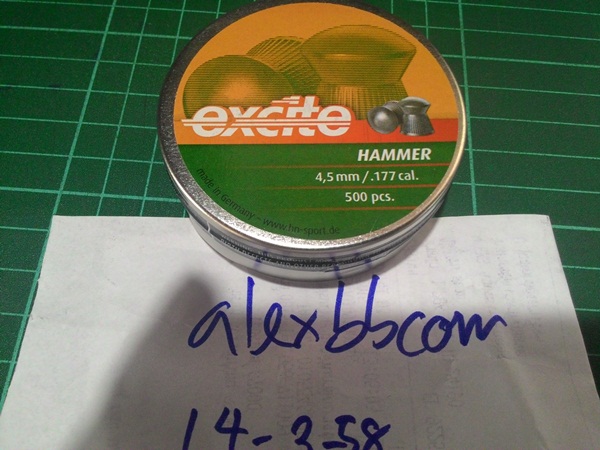 excite
HAMMER
4,5 mm / .177 cal.
500 pcs.
made in Germany – www.hn-sport.de
alexbbcom
14-3-58